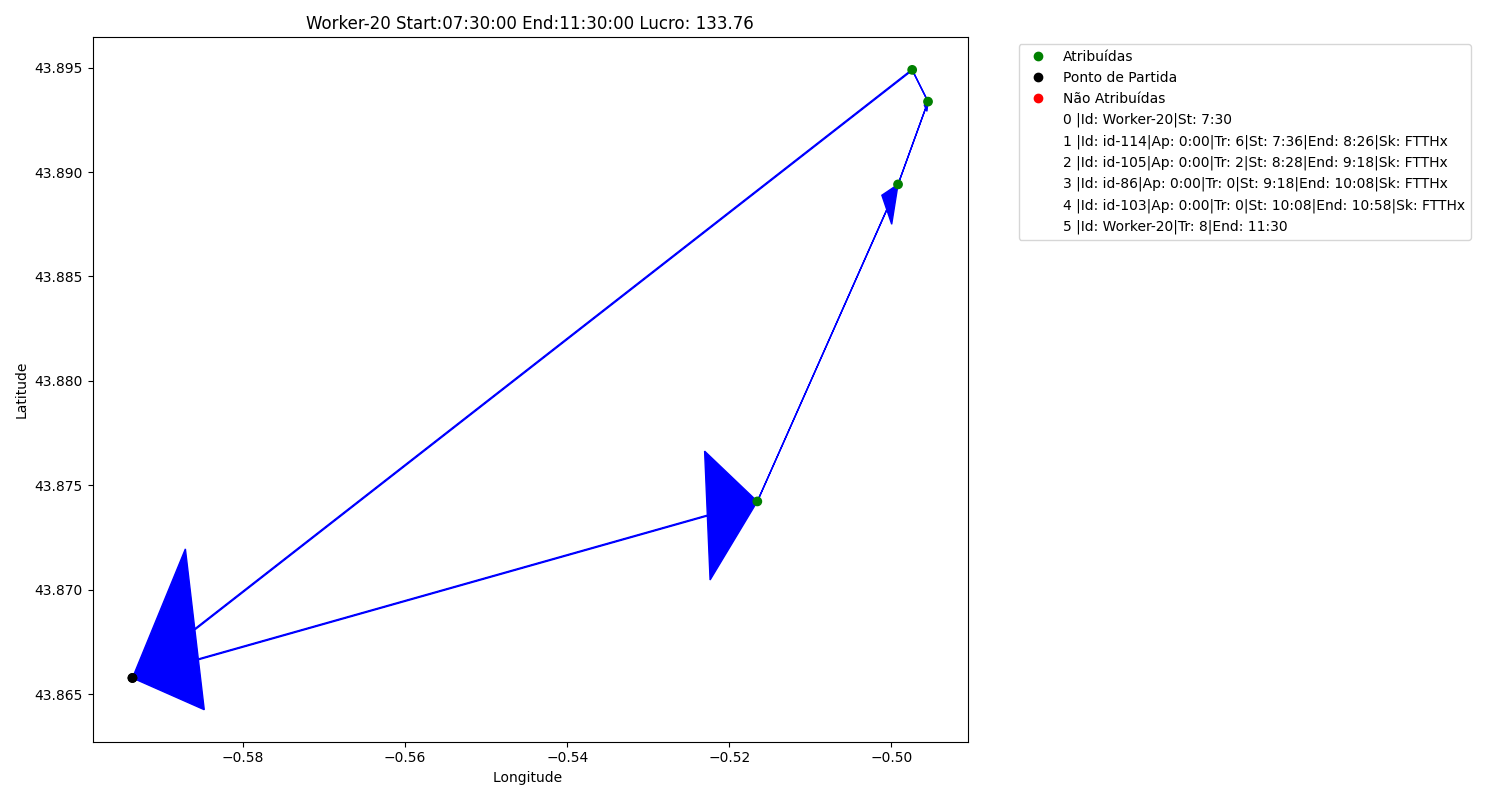 Worker-20 Start:07:30:00 End:11:30:00 Lucro: 133.76
43.895
43.890
43.885
43.880
43.875
43.870
43.865
Latitude
−0.58
−0.56
−0.54
−0.52
−0.50
Longitude
Atribuídas
Ponto de Partida
Não Atribuídas
0 |Id: Worker-20|St: 7:30
1 |Id: id-114|Ap: 0:00|Tr: 6|St: 7:36|End: 8:26|Sk: FTTHx
2 |Id: id-105|Ap: 0:00|Tr: 2|St: 8:28|End: 9:18|Sk: FTTHx
3 |Id: id-86|Ap: 0:00|Tr: 0|St: 9:18|End: 10:08|Sk: FTTHx
4 |Id: id-103|Ap: 0:00|Tr: 0|St: 10:08|End: 10:58|Sk: FTTHx
5 |Id: Worker-20|Tr: 8|End: 11:30